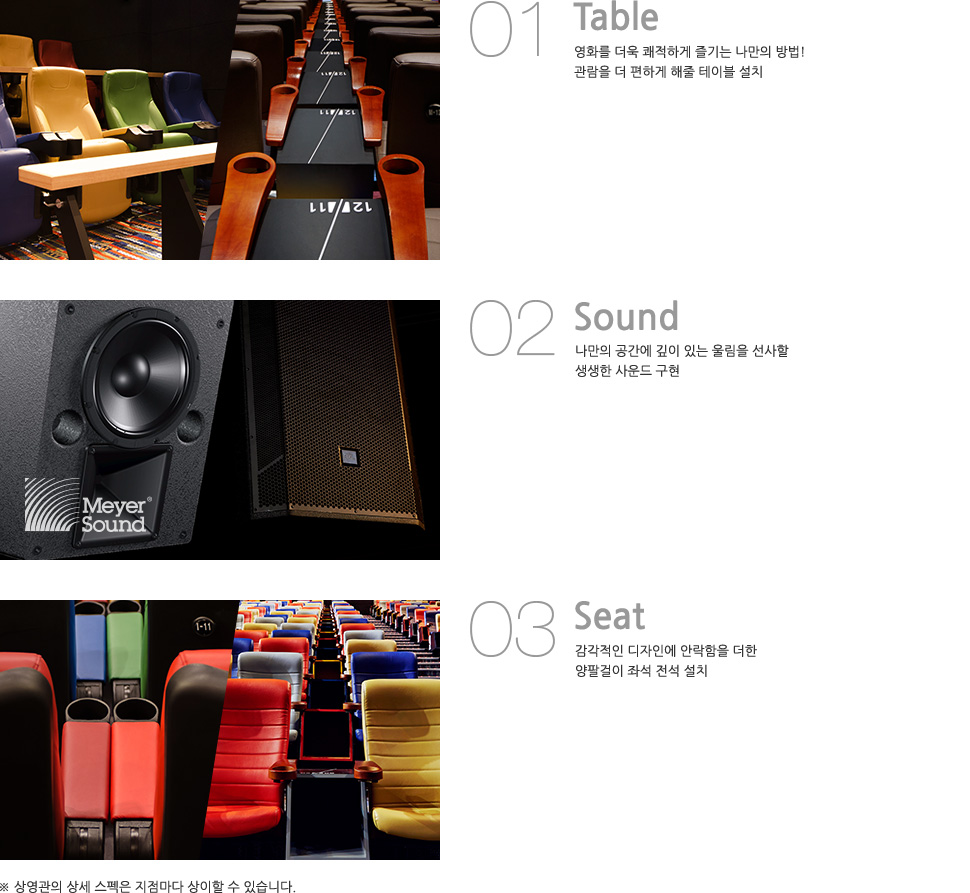 01 Table
영화를 더욱 쾌적하게 즐기는 나만의 방법!
관람을 더 편하게 해줄 테이블 설치
12 11
12 11
02 Sound
나만의 공간에 깊이 있는 울림을 선사할
생생한 사운드 구현
Meyer
Sound®
03 Seat
감각적인 디자인에 안락함을 더한
양팔걸이 좌석 전석 설치
I-11
※ 상영관의 상세 스펙은 지점마다 상이할 수 있습니다.